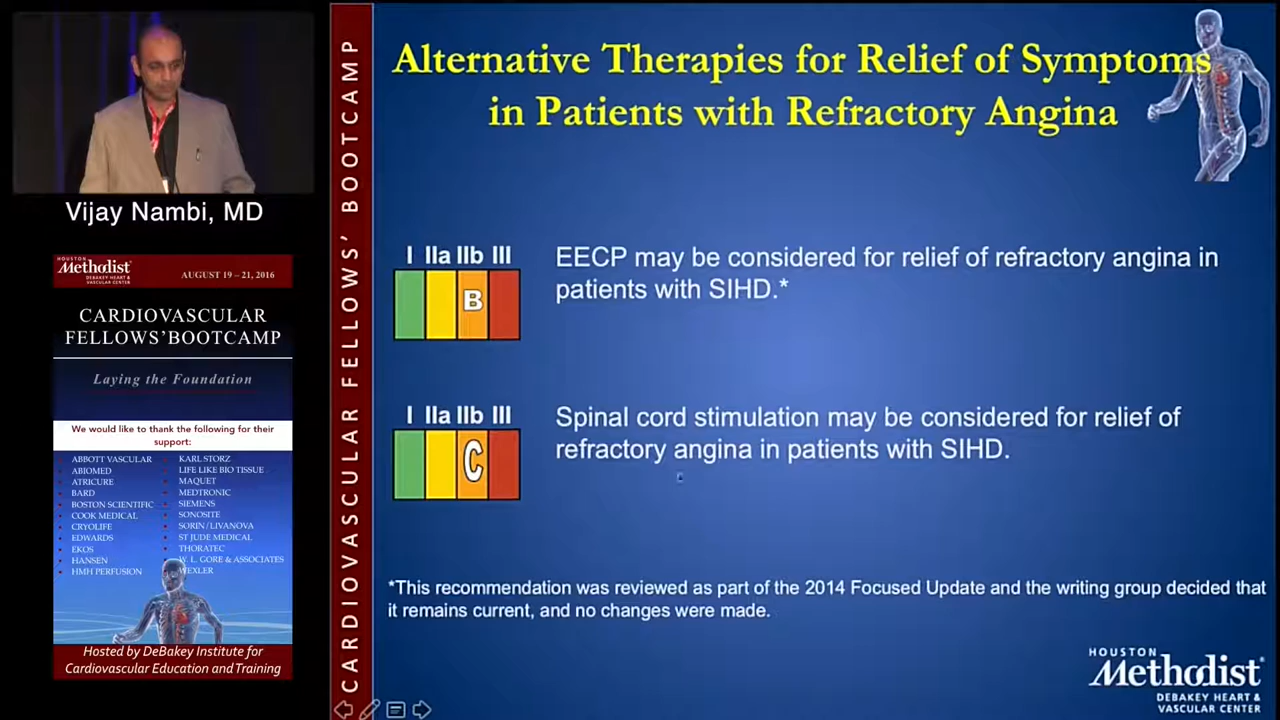 Vijay Nambi, MD
HOUSTON
Methodist
DEBAKEY HEART &
VASCULAR CENTER
AUGUST 19 – 21, 2016
CARDIOVASCULAR
FELLOWS'BOOTCAMP
Laying the Foundation
We would like to thank the following for their
support:
ABBOTT VASCULAR
ABIOMED
ATRICURE
BARD
BOSTON SCIENTIFIC
COOK MEDICAL
CRYOLIFE
EDWARDS
EKOS
HANSEN
HMH PERFUSION
KARL STORZ
LIFE LIKE BIO TISSUE
MAQUET
MEDTRONIC
SIEMENS
SONOSITE
SORIN / LIVANOVA
ST JUDE MEDICAL
THORATEC
W. L. GORE & ASSOCIATES
WEXLER
Hosted by DeBakey Institute for
Cardiovascular Education and Training
CARDIOVASCULAR FELLOWS' BOOTCAMP
Alternative Therapies for Relief of Symptoms
in Patients with Refractory Angina
I IIa IIb III
B
EECP may be considered for relief of refractory angina in
patients with SIHD.*
I IIa IIb III
C
Spinal cord stimulation may be considered for relief of
refractory angina in patients with SIHD.
*This recommendation was reviewed as part of the 2014 Focused Update and the writing group decided that
it remains current, and no changes were made.
HOUSTON
Methodist
DEBAKEY HEART &
VASCULAR CENTER